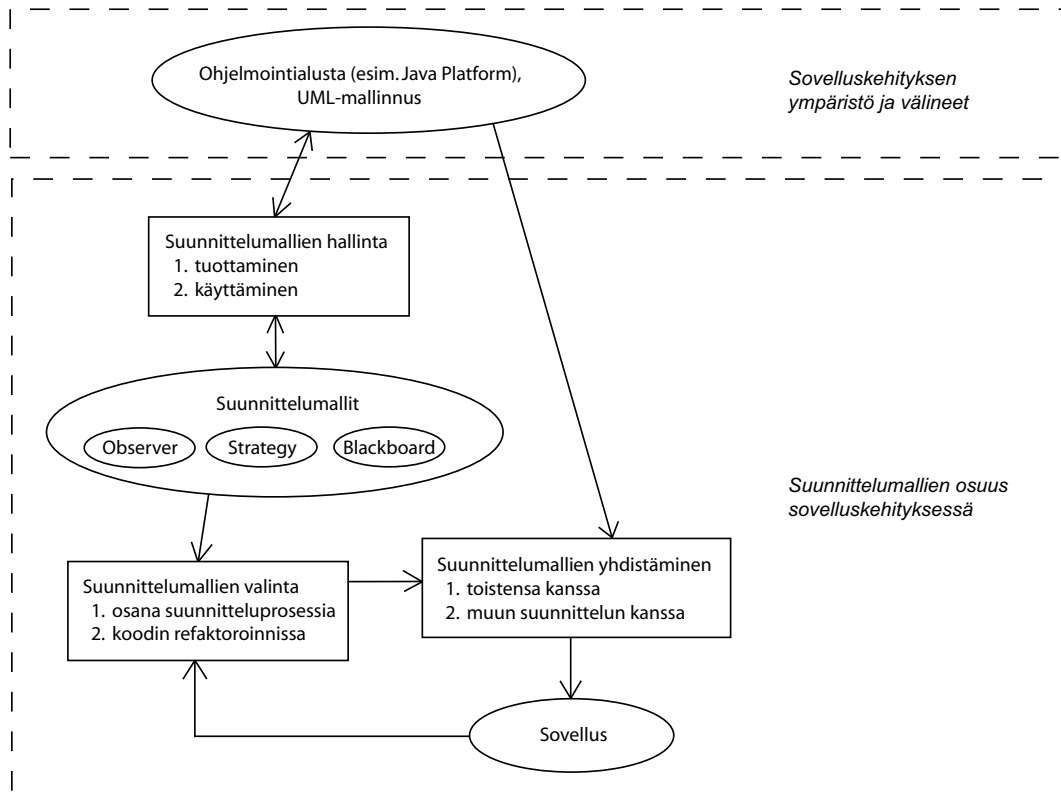 Ohjelmointialusta (esim. Java Platform),
UML-mallinnus
Sovelluskehityksen
ympäristö ja välineet
Suunnittelumallien hallinta
1. tuottaminen
2. käyttäminen
Suunnittelumallit
Observer
Strategy
Blackboard
Suunnittelumallien osuus
sovelluskehityksessä
Suunnittelumallien valinta
1. osana suunnitteluprosessia
2. koodin refaktoroinnissa
Suunnittelumallien yhdistäminen
1. toistensa kanssa
2. muun suunnittelun kanssa
Sovellus